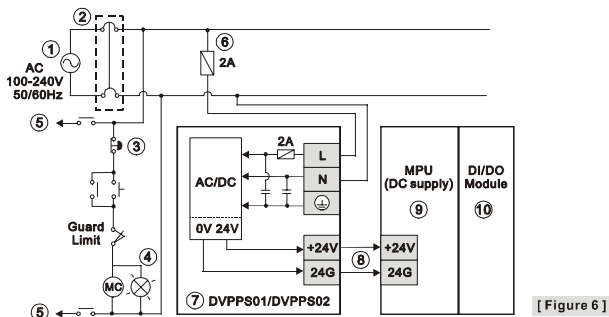 ②
①
AC
100-240V
50/60Hz
⑥
2A
⑤
③
2A
L
N
AC/DC
0V 24V
MPU
(DC supply)
⑨
DI/DO
Module
⑩
Guard
Limit
④
MC
+24V
24G
⑧
+24V
24G
⑤
⑦ DVPPS01/DVPPS02
[ Figure 6 ]